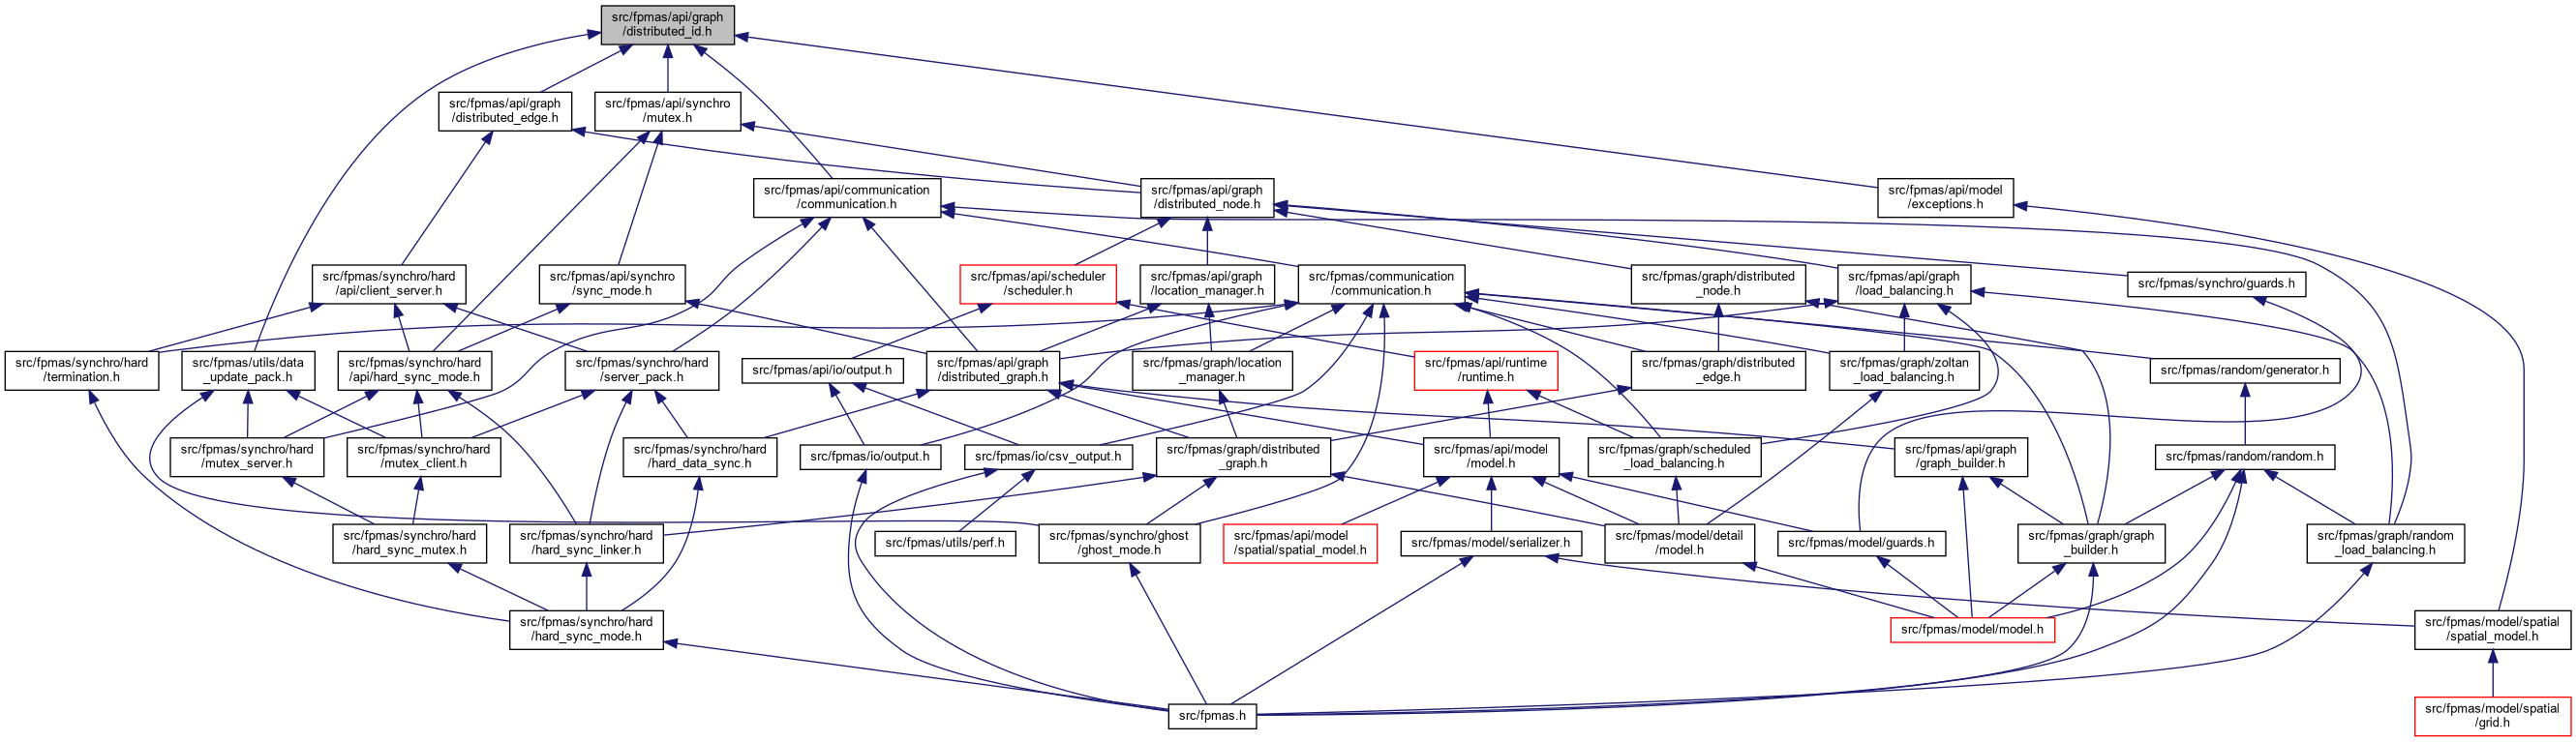 src/fpmas/api/graph
/distributed_id.h
src/fpmas/api/graph
/distributed_edge.h
src/fpmas/api/synchro
/mutex.h
src/fpmas/api/communication
/communication.h
src/fpmas/api/graph
/distributed_node.h
src/fpmas/api/model
/exceptions.h
src/fpmas/synchro/hard
/api/client_server.h
src/fpmas/api/synchro
/sync_mode.h
src/fpmas/api/scheduler
/scheduler.h
src/fpmas/api/graph
/location_manager.h
src/fpmas/communication
/communication.h
src/fpmas/graph/distributed
_node.h
src/fpmas/api/graph
/load_balancing.h
src/fpmas/synchro/guards.h
src/fpmas/synchro/hard
/termination.h
src/fpmas/utils/data
_update_pack.h
src/fpmas/synchro/hard
/api/hard_sync_mode.h
src/fpmas/synchro/hard
/server_pack.h
src/fpmas/api/io/output.h
src/fpmas/api/graph
/distributed_graph.h
src/fpmas/graph/location
_manager.h
src/fpmas/api/runtime
/runtime.h
src/fpmas/graph/distributed
_edge.h
src/fpmas/graph/zoltan
_load_balancing.h
src/fpmas/random/generator.h
src/fpmas/synchro/hard
/mutex_server.h
src/fpmas/synchro/hard
/mutex_client.h
src/fpmas/synchro/hard
/hard_data_sync.h
src/fpmas/io/output.h
src/fpmas/io/csv_output.h
src/fpmas/graph/distributed
_graph.h
src/fpmas/api/model
/model.h
src/fpmas/graph/scheduled
_load_balancing.h
src/fpmas/api/graph
/graph_builder.h
src/fpmas/random/random.h
src/fpmas/synchro/hard
/hard_sync_mutex.h
src/fpmas/synchro/hard
/hard_sync_linker.h
src/fpmas/utils/perf.h
src/fpmas/synchro/ghost
/ghost_mode.h
src/fpmas/api/model
/spatial/spatial_model.h
src/fpmas/model/serializer.h
src/fpmas/model/detail
/model.h
src/fpmas/model/guards.h
src/fpmas/graph/graph
_builder.h
src/fpmas/graph/random
_load_balancing.h
src/fpmas/synchro/hard
/hard_sync_mode.h
src/fpmas/model/model.h
src/fpmas/model/spatial
/spatial_model.h
src/fpmas.h
src/fpmas/model/spatial
/grid.h